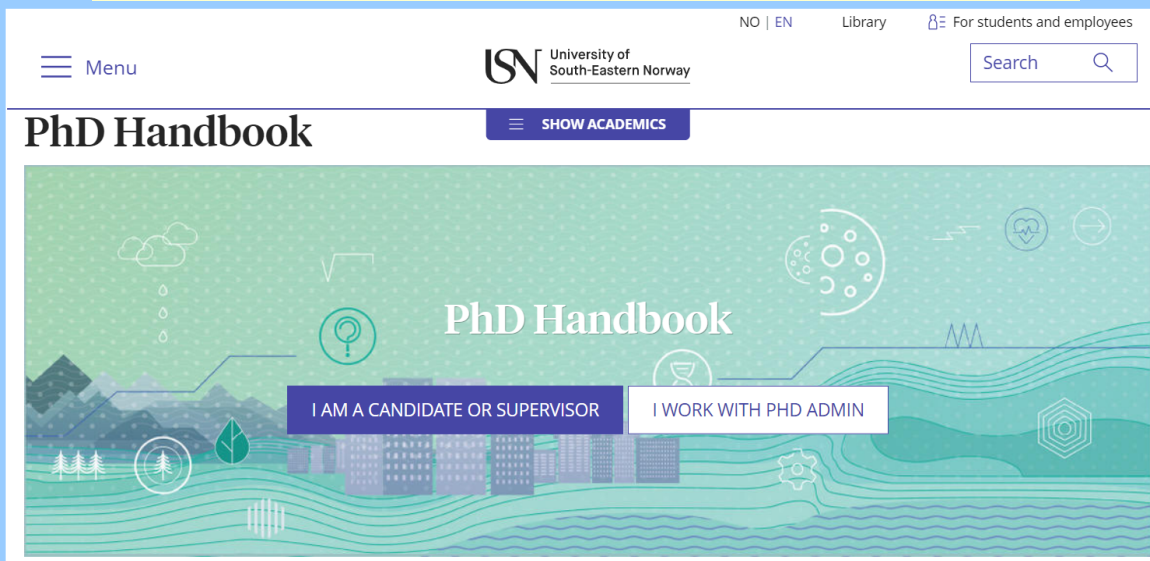 NO | EN Library For students and employees
Menu
USN University of
South-Eastern Norway
Search
PhD Handbook
SHOW ACADEMICS
PhD Handbook
I AM A CANDIDATE OR SUPERVISOR I WORK WITH PHD ADMIN